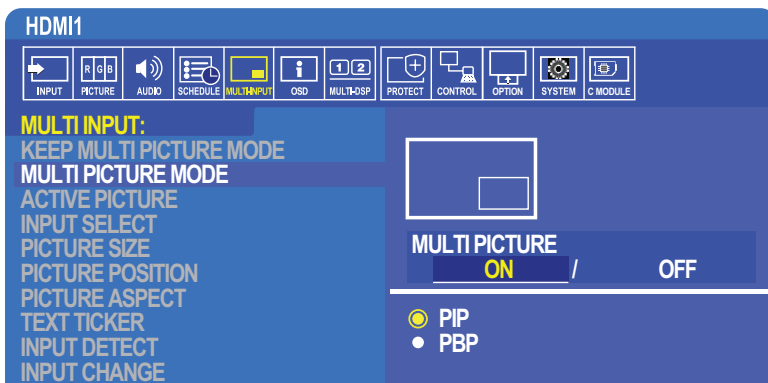 HDMI1
R G B
1 2
INPUT PICTURE AUDIO SCHEDULE MULTI-INPUT OSD MULTI-DSP PROTECT CONTROL OPTION SYSTEM C MODULE
MULTI INPUT:
KEEP MULTI PICTURE MODE
MULTI PICTURE MODE
ACTIVE PICTURE
INPUT SELECT
PICTURE SIZE
PICTURE POSITION
PICTURE ASPECT
TEXT TICKER
INPUT DETECT
INPUT CHANGE
MULTI PICTURE
ON / OFF
PIP
PBP